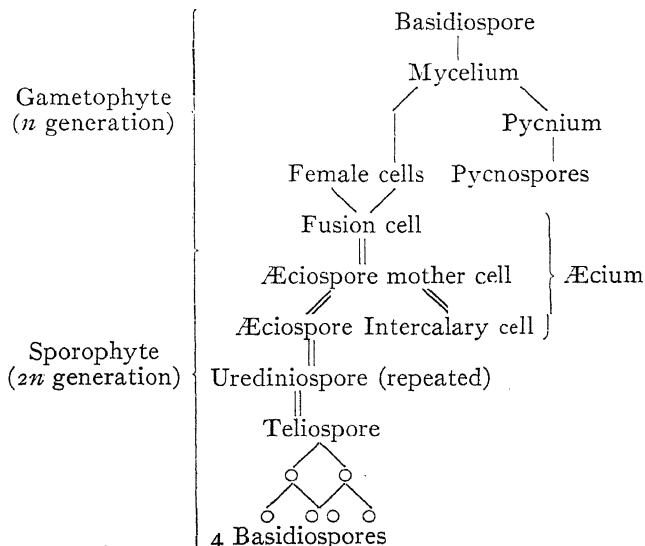 Basidiospore
Mycelium
Gametophyte
(n generation)
Pycnium
Female cells Pycnospores
Fusion cell
Æciospore mother cell
Æcium
Æciospore Intercalary cell
Sporophyte
(2n generation)
Urediniospore (repeated)
Teliospore
4 Basidiospores